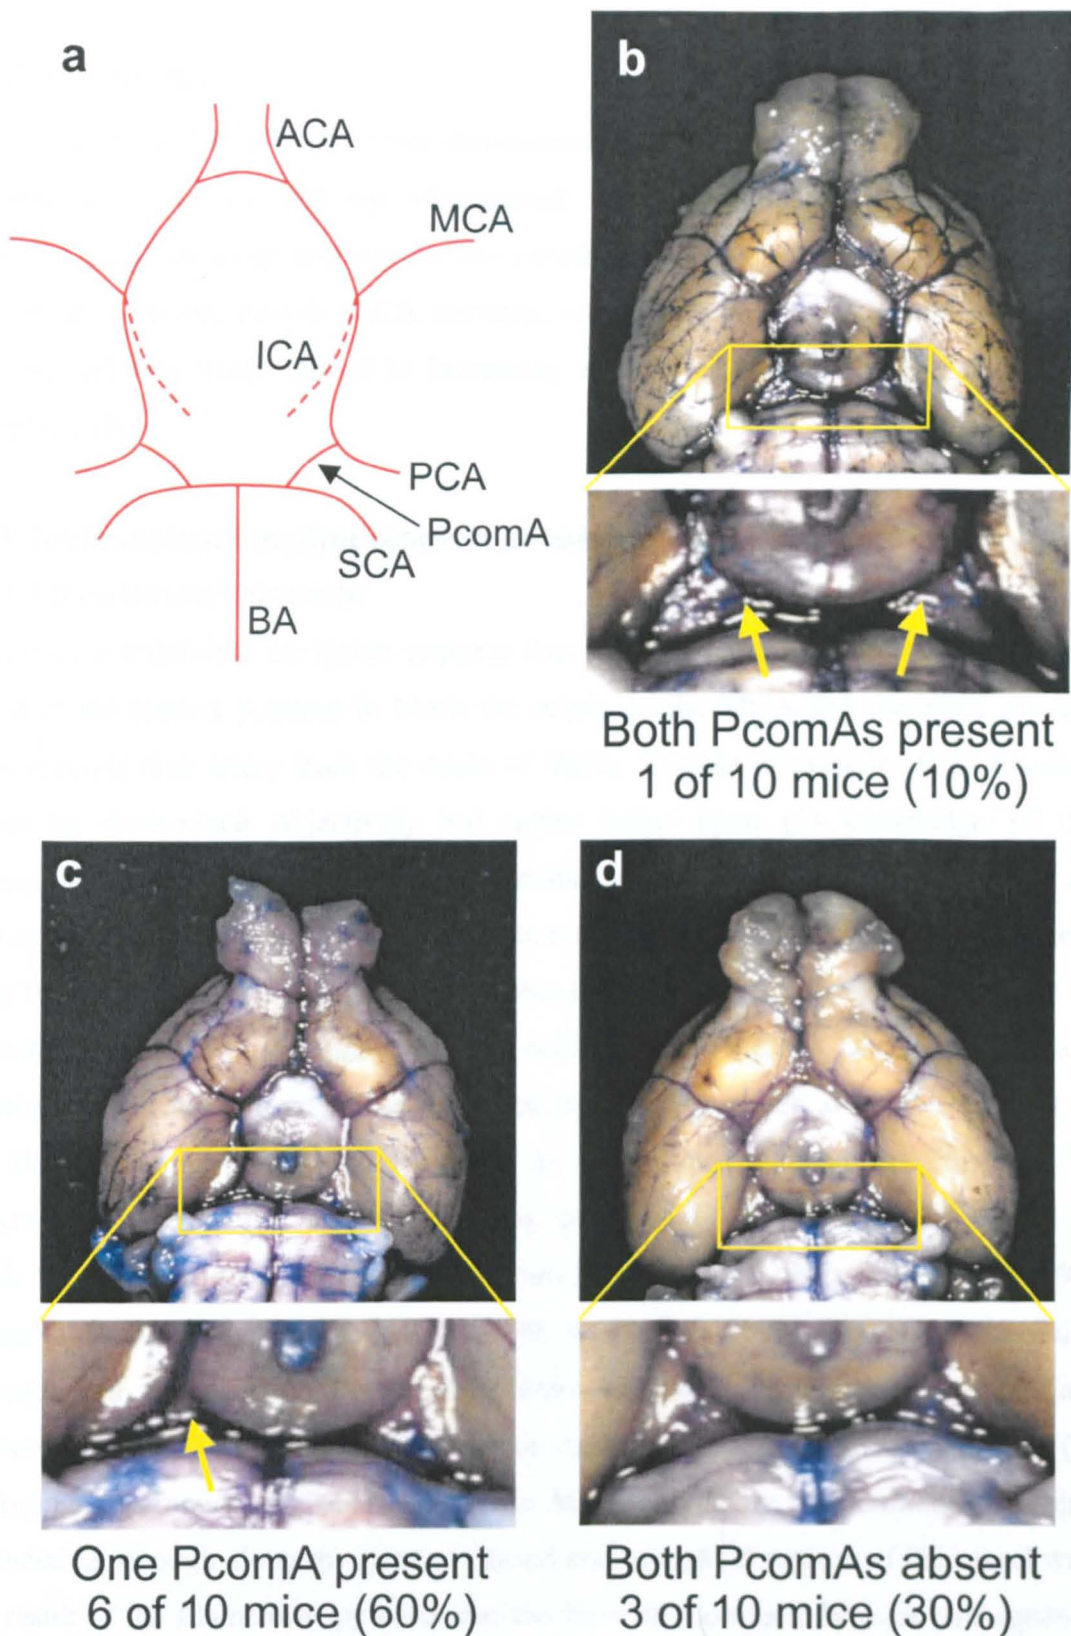 a
ACA
MCA
ICA
PCA
PcomA
SCA
BA
b
Both PcomAs present
1 of 10 mice (10%)
c
One PcomA present
6 of 10 mice (60%)
d
Both PcomAs absent
3 of 10 mice (30%)